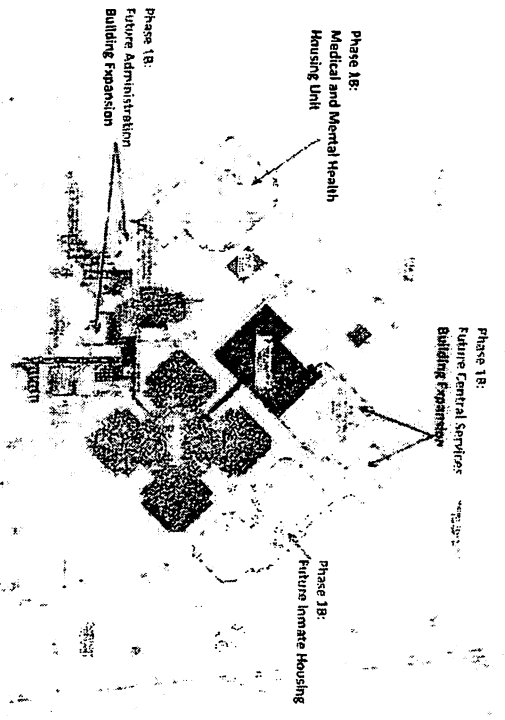 Phase 1B:
Future Central Services
Building Expansion
Phase 1B:
Medical and Mental Health
Housing Unit
Phase 1B:
Future Inmate Housing
Phase 1B:
Future Administration
Building Expansion